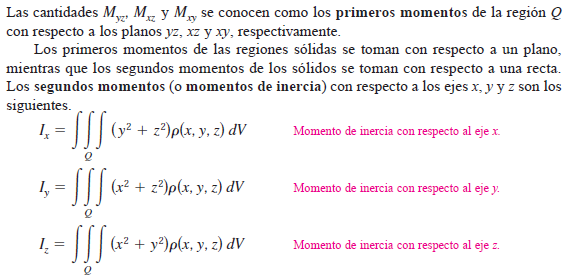 Las cantidades M_yz, M_xz y M_xy se conocen como los primeros momentos de la región Q
con respecto a los planos yz, xz y xy, respectivamente.
Los primeros momentos de las regiones sólidas se toman con respecto a un plano,
mientras que los segundos momentos de los sólidos se toman con respecto a una recta.
Los segundos momentos (o momentos de inercia) con respecto a los ejes x, y y z son los
siguientes.
I_x = ∫∫∫_Q (y² + z²)ρ(x, y, z) dV Momento de inercia con respecto al eje x.
I_y = ∫∫∫_Q (x² + z²)ρ(x, y, z) dV Momento de inercia con respecto al eje y.
I_z = ∫∫∫_Q (x² + y²)ρ(x, y, z) dV Momento de inercia con respecto al eje z.